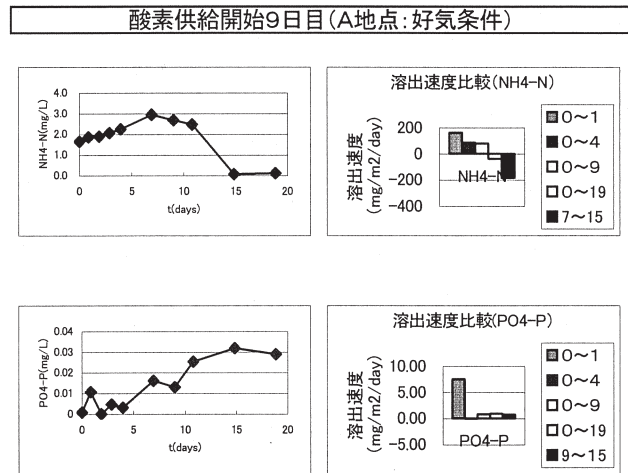 酸素供給開始9日目(A地点:好気条件)
NH4-N(mg/L)
4.0
3.0
2.0
1.0
0.0
0
5
10
15
20
t(days)
溶出速度比較(NH4-N)
溶出速度
(mg/m2/day)
200
0
-200
-400
NH4-N
0～1
0～4
0～9
0～19
7～15
PO4-P(mg/L)
0.04
0.03
0.02
0.01
0
0
5
10
15
20
t(days)
溶出速度比較(PO4-P)
溶出速度
(mg/m2/day)
10.00
5.00
0.00
-5.00
PO4-P
0～1
0～4
0～9
0～19
9～15